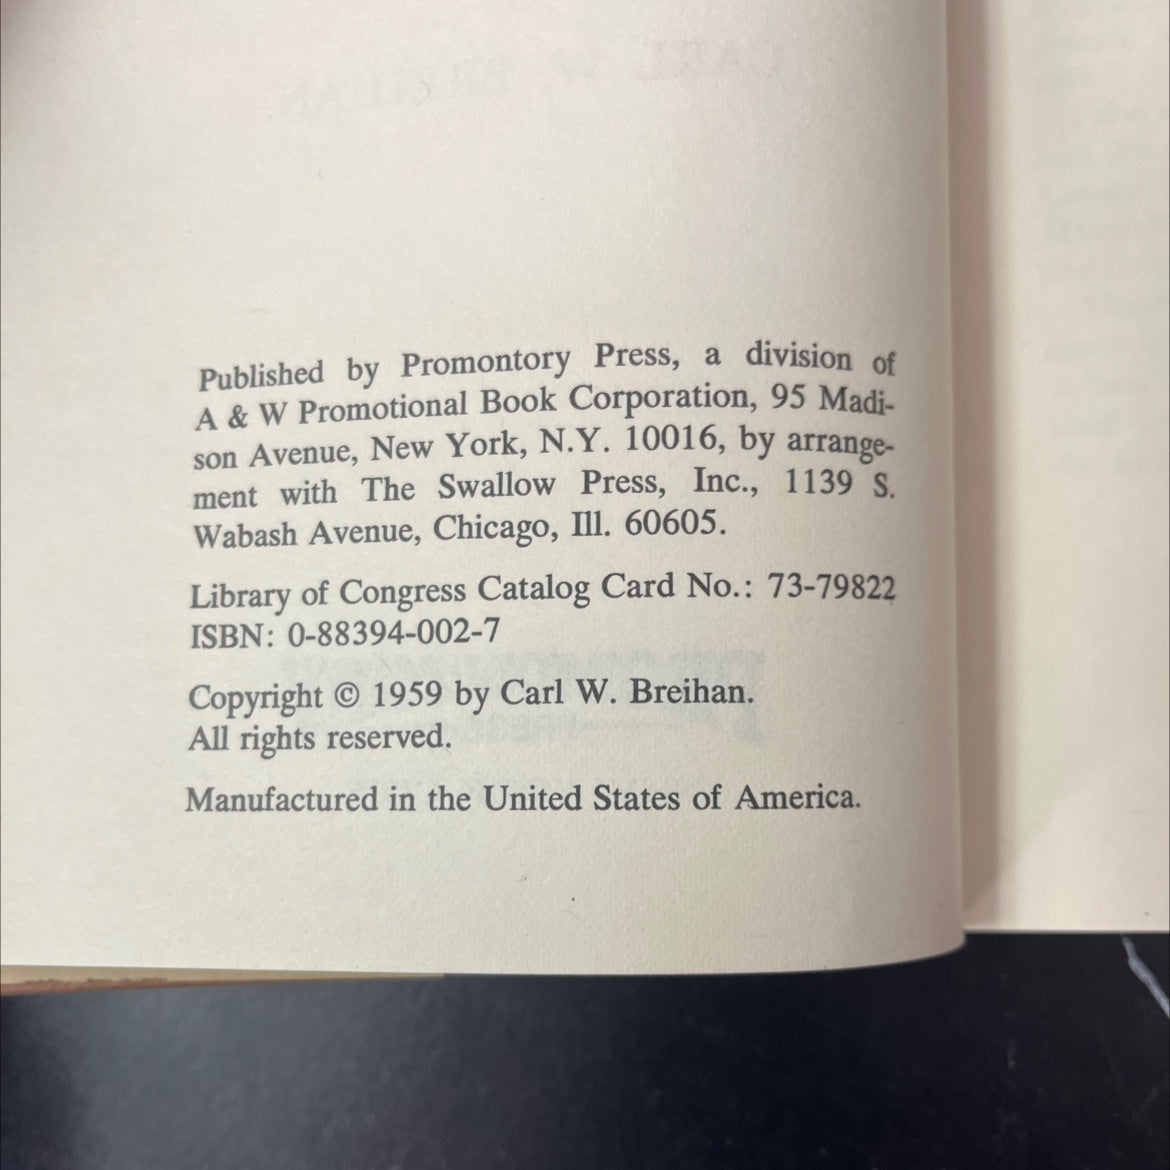 Published by Promontory Press, a division of
A & W Promotional Book Corporation, 95 Madi-
son Avenue, New York, N.Y. 10016, by arrange-
ment with The Swallow Press, Inc., 1139 S.
Wabash Avenue, Chicago, Ill. 60605.
Library of Congress Catalog Card No.: 73-79822
ISBN: 0-88394-002-7
Copyright © 1959 by Carl W. Breihan.
All rights reserved.
Manufactured in the United States of America.